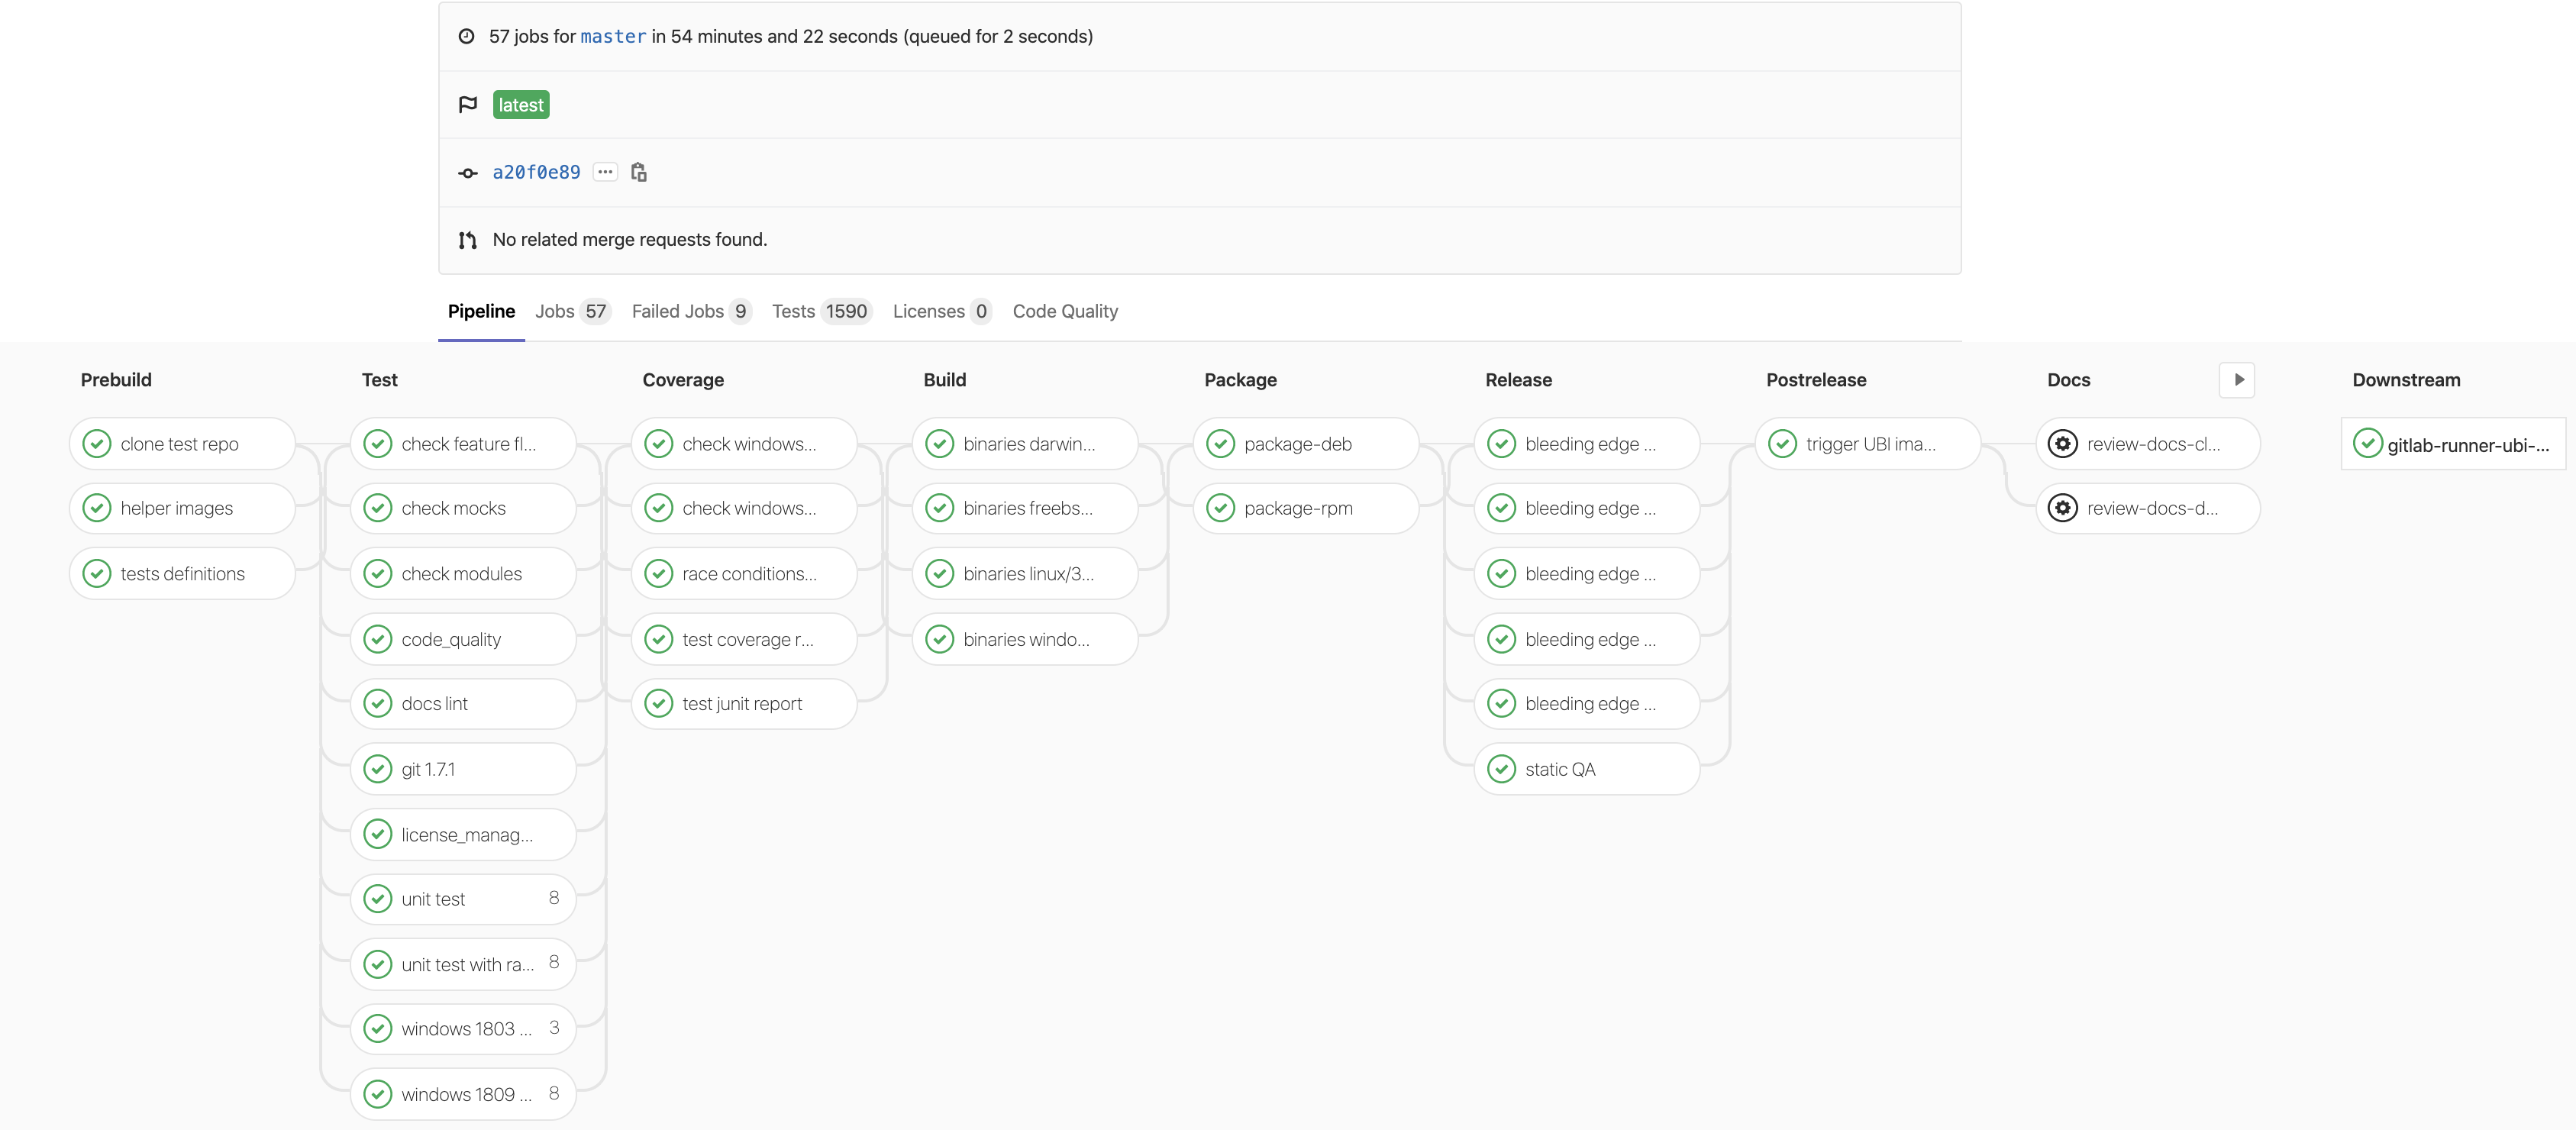 57 jobs for master in 54 minutes and 22 seconds (queued for 2 seconds)
latest
a20f0e89
No related merge requests found.
Pipeline Jobs 57 Failed Jobs 9 Tests 1590 Licenses 0 Code Quality
Prebuild
clone test repo
helper images
tests definitions
Test
check feature fl...
check mocks
check modules
code_quality
docs lint
git 1.7.1
license_manag...
unit test 8
unit test with ra... 8
windows 1803 ... 3
windows 1809 ... 8
Coverage
check windows...
check windows...
race conditions...
test coverage r...
test junit report
Build
binaries darwin...
binaries freebs...
binaries linux/3...
binaries windo...
Package
package-deb
package-rpm
Release
bleeding edge ...
bleeding edge ...
bleeding edge ...
bleeding edge ...
bleeding edge ...
static QA
Postrelease
trigger UBI ima...
Docs
review-docs-cl...
review-docs-d...
Downstream
gitlab-runner-ubi-...